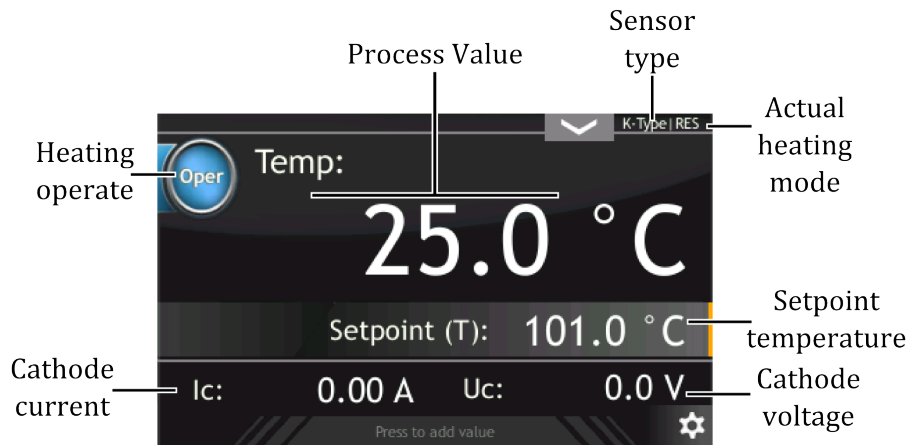 Sensor
type
Process Value
K-Type|RES
Actual
heating
mode
Heating
operate
Oper
Temp:
25.0 °C
Setpoint (T): 101.0 °C
Setpoint
temperature
Cathode
current
Ic: 0.00 A Uc: 0.0 V
Cathode
voltage
Press to add value